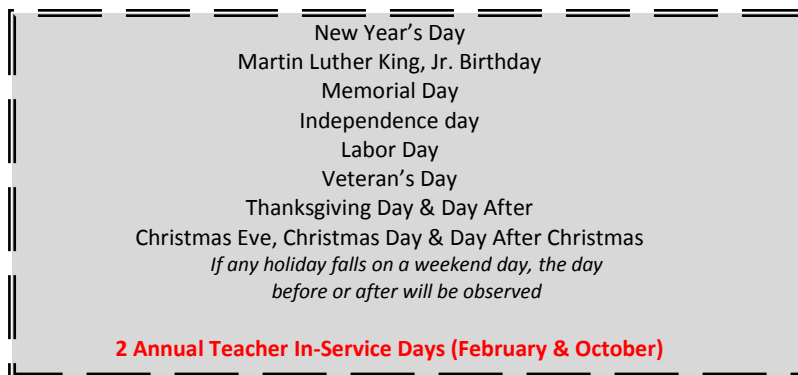 New Year’s Day
Martin Luther King, Jr. Birthday
Memorial Day
Independence day
Labor Day
Veteran’s Day
Thanksgiving Day & Day After
Christmas Eve, Christmas Day & Day After Christmas
If any holiday falls on a weekend day, the day
before or after will be observed
2 Annual Teacher In-Service Days (February & October)